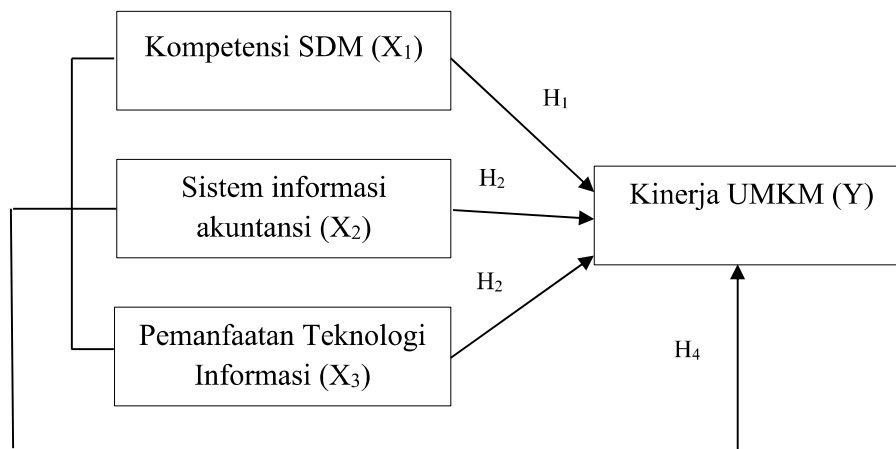 Kompetensi SDM (X₁)
H₁
Sistem informasi
akuntansi (X₂)
H₂
Kinerja UMKM (Y)
Pemanfaatan Teknologi
Informasi (X₃)
H₂
H₄